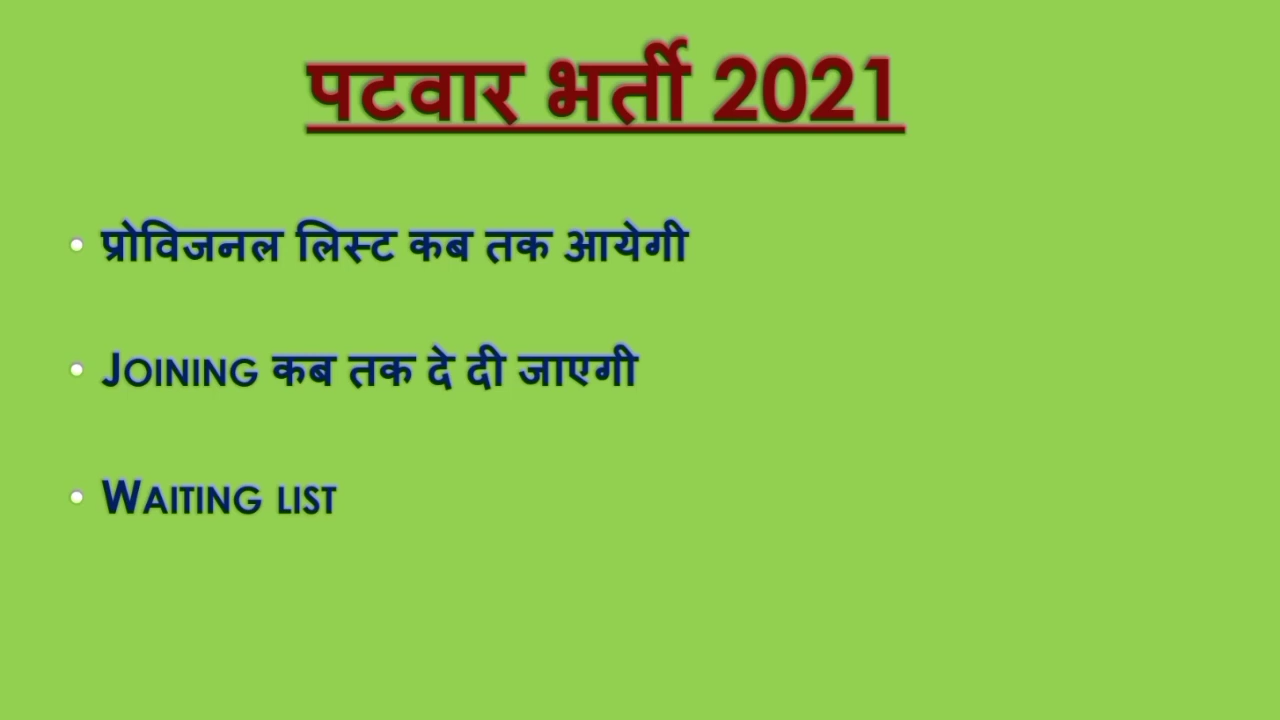 पटवार भर्ती 2021
प्रोविजनल लिस्ट कब तक आयेगी
Joining कब तक दे दी जाएगी
Waiting list